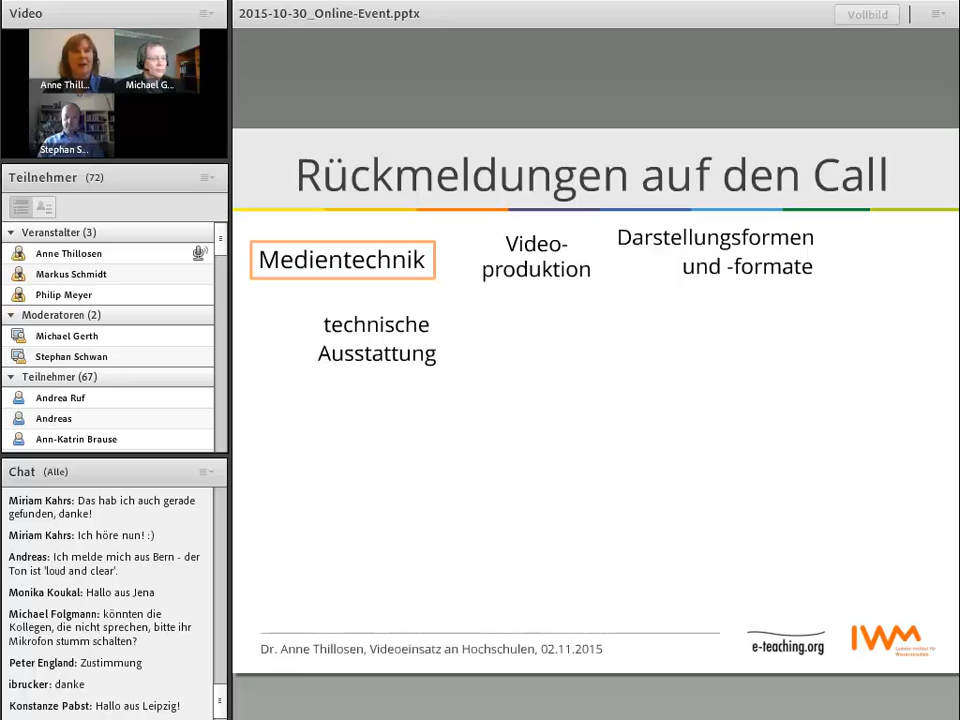 Video
Anne Thill...
Michael G...
Stephan S...
Teilnehmer (72)
Veranstalter (3)
Anne Thillosen
Markus Schmidt
Philip Meyer
Moderatoren (2)
Michael Gerth
Stephan Schwan
Teilnehmer (67)
Andrea Ruf
Andreas
Ann-Katrin Brause
Chat (Alle)
Miriam Kahrs: Das hab ich auch gerade
gefunden, danke!
Miriam Kahrs: Ich höre nun! :)
Andreas: Ich melde mich aus Bern - der
Ton ist 'loud and clear'.
Monika Koukal: Hallo aus Jena
Michael Folgmann: könnten die
Kollegen, die nicht sprechen, bitte ihr
Mikrofon stumm schalten?
Peter England: Zustimmung
ibrucker: danke
Konstanze Pabst: Hallo aus Leipzig!
2015-10-30_Online-Event.pptx
Vollbild
Rückmeldungen auf den Call
Medientechnik
Video-
produktion
Darstellungsformen
und -formate
technische
Ausstattung
Dr. Anne Thillosen, Videoeinsatz an Hochschulen, 02.11.2015
e-teaching.org
IWM
Leibniz-Institut für
Wissensmedien